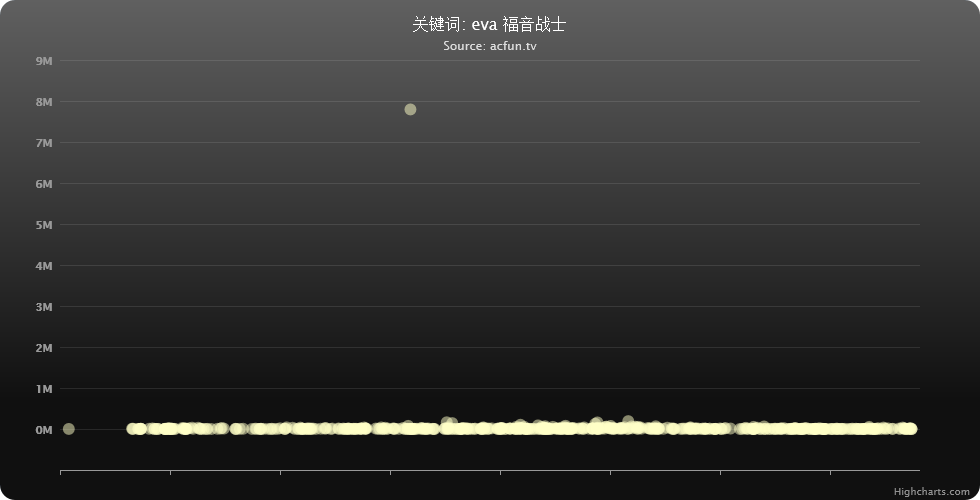 关键词: eva 福音战士
Source: acfun.tv
9M
8M
7M
6M
5M
4M
3M
2M
1M
0M
Highcharts.com